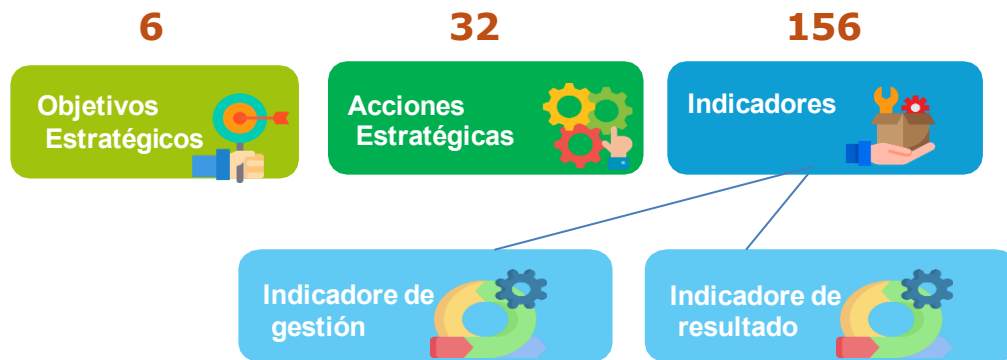 6
32
156
Objetivos
Estratégicos
Acciones
Estratégicas
Indicadores
Indicadore de
gestión
Indicadore de
resultado